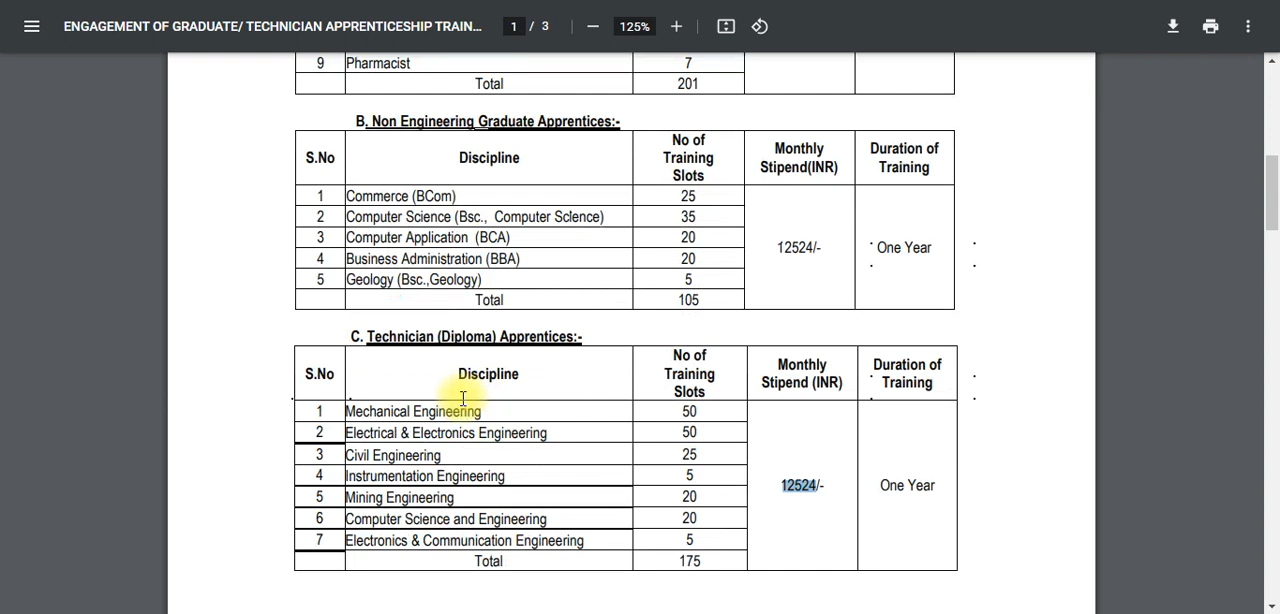 ENGAGEMENT OF GRADUATE/ TECHNICIAN APPRENTICESHIP TRAIN... 1 / 3 125%
9 Pharmacist 7
Total 201
B. Non Engineering Graduate Apprentices:-
S.No Discipline No of Training Slots Monthly Stipend(INR) Duration of Training
1 Commerce (BCom) 25
2 Computer Science (Bsc., Computer Sclence) 35
3 Computer Application (BCA) 20
12524/- One Year
4 Business Administration (BBA) 20
5 Geology (Bsc.,Geology) 5
Total 105
C. Technician (Diploma) Apprentices:-
S.No Discipline No of Training Slots Monthly Stipend (INR) Duration of Training
1 Mechanical Engineering 50
2 Electrical & Electronics Engineering 50
3 Civil Engineering 25
4 Instrumentation Engineering 5
12524/- One Year
5 Mining Engineering 20
6 Computer Science and Engineering 20
7 Electronics & Communication Engineering 5
Total 175